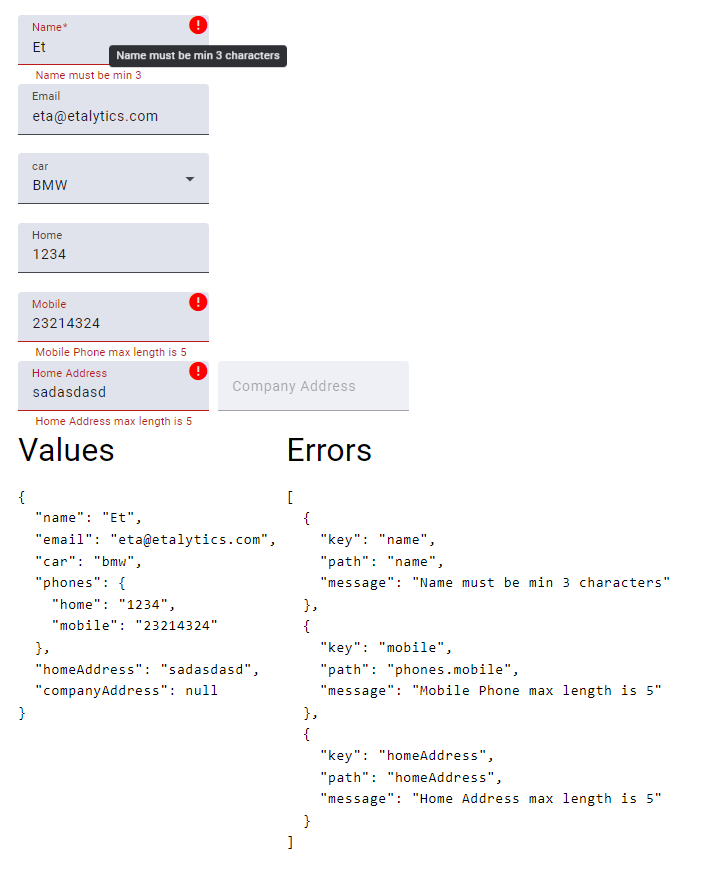 Name*
Et
Name must be min 3 characters
Name must be min 3
Email
eta@etalytics.com
car
BMW
Home
1234
Mobile
23214324
Mobile Phone max length is 5
Home Address
sadasdasd
Company Address
Home Address max length is 5
Values
{
"name": "Et",
"email": "eta@etalytics.com",
"car": "bmw",
"phones": {
"home": "1234",
"mobile": "23214324"
},
"homeAddress": "sadasdasd",
"companyAddress": null
}
Errors
[
{
"key": "name",
"path": "name",
"message": "Name must be min 3 characters"
},
{
"key": "mobile",
"path": "phones.mobile",
"message": "Mobile Phone max length is 5"
},
{
"key": "homeAddress",
"path": "homeAddress",
"message": "Home Address max length is 5"
}
]